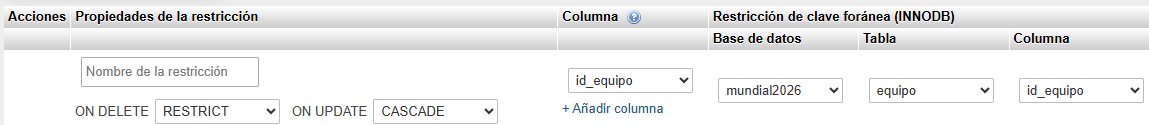 Acciones Propiedades de la restricción Columna Restricción de clave foránea (INNODB)
Base de datos Tabla Columna
Nombre de la restricción
id_equipo mundial2026 equipo id_equipo
ON DELETE RESTRICT ON UPDATE CASCADE + Añadir columna